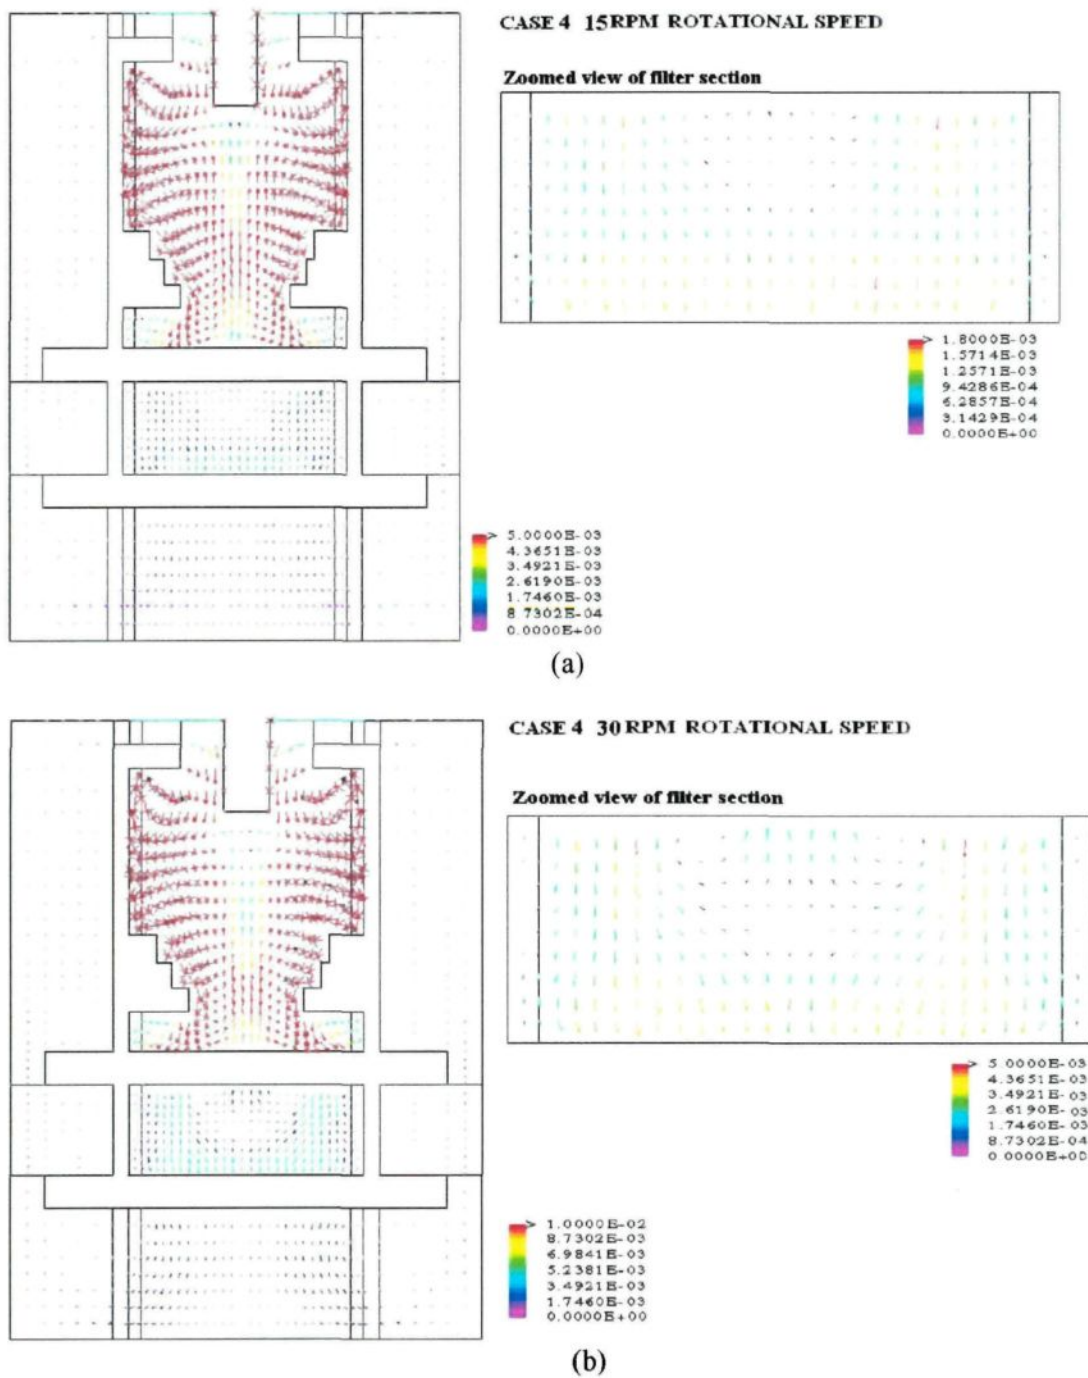 CASE 4 15 RPM ROTATIONAL SPEED
Zoomed view of filter section
1.8000E-03
1.5714E-03
1.2571E-03
9.4286E-04
6.2857E-04
3.1429E-04
0.0000E+00
5.0000E-03
4.3651E-03
3.4921E-03
2.6190E-03
1.7460E-03
8.7302E-04
0.0000E+00
(a)
CASE 4 30 RPM ROTATIONAL SPEED
Zoomed view of filter section
5.0000E-03
4.3651E-03
3.4921E-03
2.6190E-03
1.7460E-03
8.7302E-04
0.0000E+00
1.0000E-02
8.7302E-03
6.9841E-03
5.2381E-03
3.4921E-03
1.7460E-03
0.0000E+00
(b)